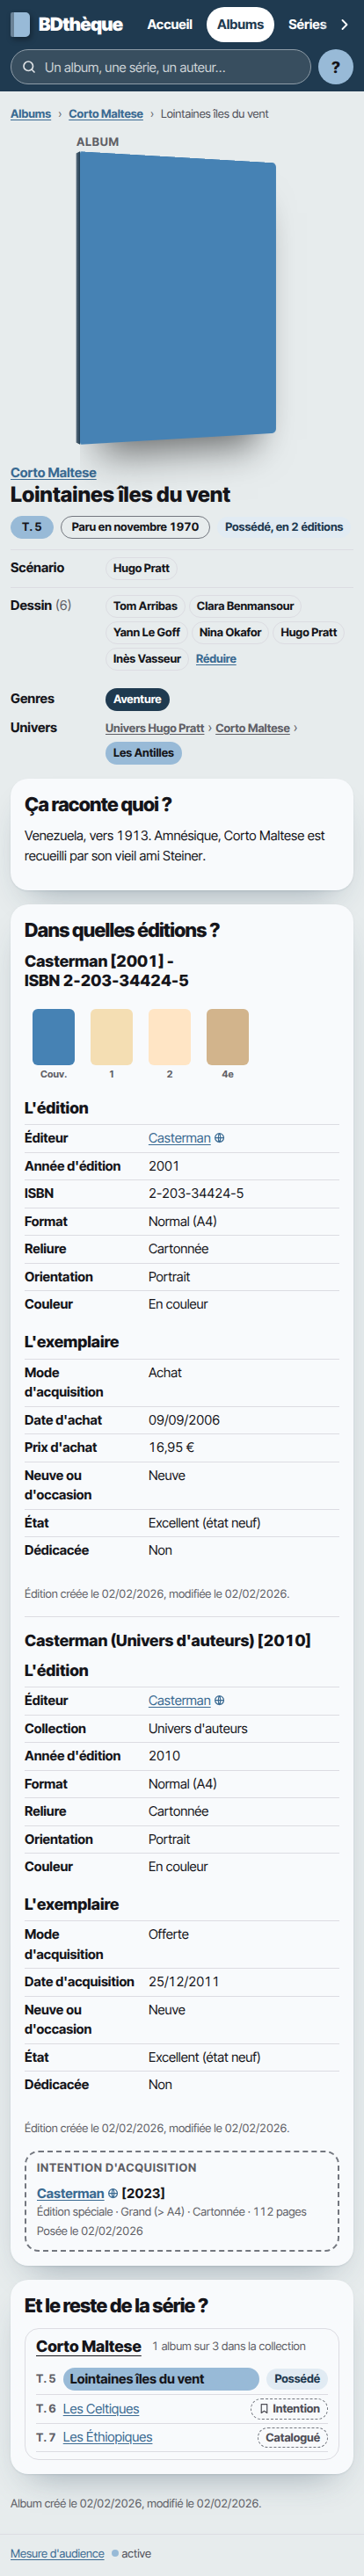 BDthèque Accueil Albums Séries
Un album, une série, un auteur... ?
Albums › Corto Maltese › Lointaines îles du vent
ALBUM
Corto Maltese
Lointaines îles du vent
T. 5 Paru en novembre 1970 Possédé, en 2 éditions
Scénario Hugo Pratt
Dessin (6) Tom Arribas Clara Benmansour
Yann Le Goff Nina Okafor Hugo Pratt
Inès Vasseur Réduire
Genres Aventure
Univers Univers Hugo Pratt › Corto Maltese ›
Les Antilles
Ça raconte quoi ?
Venezuela, vers 1913. Amnésique, Corto Maltese est
recueilli par son vieil ami Steiner.
Dans quelles éditions ?
Casterman [2001] -
ISBN 2-203-34424-5
Couv. 1 2 4e
L'édition
Éditeur Casterman
Année d'édition 2001
ISBN 2-203-34424-5
Format Normal (A4)
Reliure Cartonnée
Orientation Portrait
Couleur En couleur
L'exemplaire
Mode Achat
d'acquisition
Date d'achat 09/09/2006
Prix d'achat 16,95 €
Neuve ou Neuve
d'occasion
État Excellent (état neuf)
Dédicacée Non
Édition créée le 02/02/2026, modifiée le 02/02/2026.
Casterman (Univers d'auteurs) [2010]
L'édition
Éditeur Casterman
Collection Univers d'auteurs
Année d'édition 2010
Format Normal (A4)
Reliure Cartonnée
Orientation Portrait
Couleur En couleur
L'exemplaire
Mode Offerte
d'acquisition
Date d'acquisition 25/12/2011
Neuve ou Neuve
d'occasion
État Excellent (état neuf)
Dédicacée Non
Édition créée le 02/02/2026, modifiée le 02/02/2026.
INTENTION D'ACQUISITION
Casterman [2023]
Édition spéciale · Grand (> A4) · Cartonnée · 112 pages
Posée le 02/02/2026
Et le reste de la série ?
Corto Maltese 1 album sur 3 dans la collection
T. 5 Lointaines îles du vent Possédé
T. 6 Les Celtiques Intention
T. 7 Les Éthiopiques Catalogué
Album créé le 02/02/2026, modifié le 02/02/2026.
Mesure d'audience active